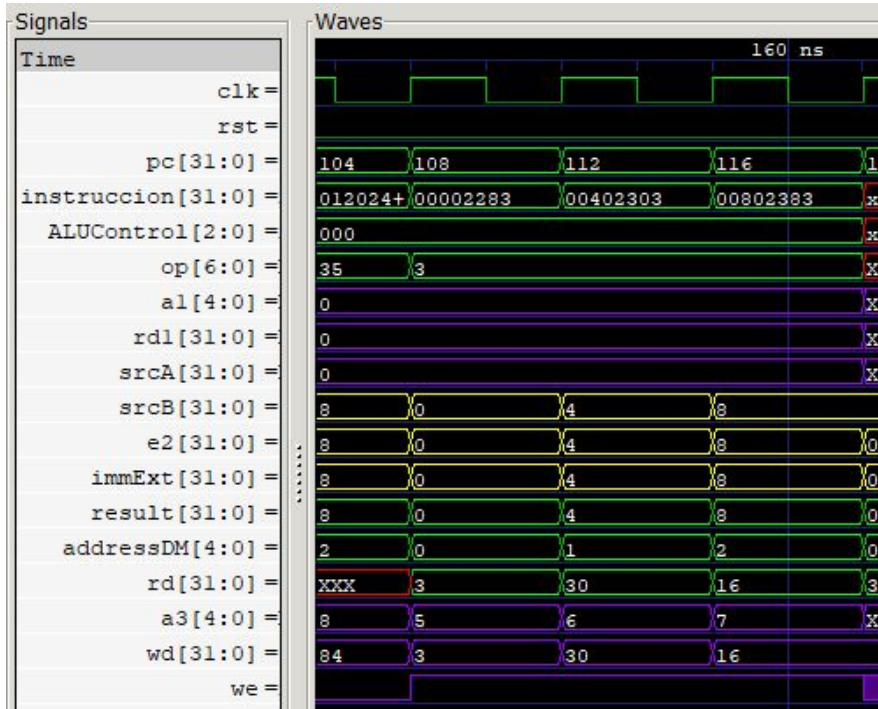 Signals
Waves
Time
160 ns
clk=
rst=
pc[31:0]= 104 108 112 116 1
instruccion[31:0]= 012024+ 00002283 00402303 00802383 x
ALUControl[2:0]= 000 x
op[6:0]= 35 3 X
a1[4:0]= 0 X
rd1[31:0]= 0 X
srcA[31:0]= 0 X
srcB[31:0]= 8 0 4 8
e2[31:0]= 8 0 4 8 0
immExt[31:0]= 8 0 4 8 0
result[31:0]= 8 0 4 8 0
addressDM[4:0]= 2 0 1 2 0
rd[31:0]= XXX 3 30 16 3
a3[4:0]= 8 5 6 7 X
wd[31:0]= 84 3 30 16
we=